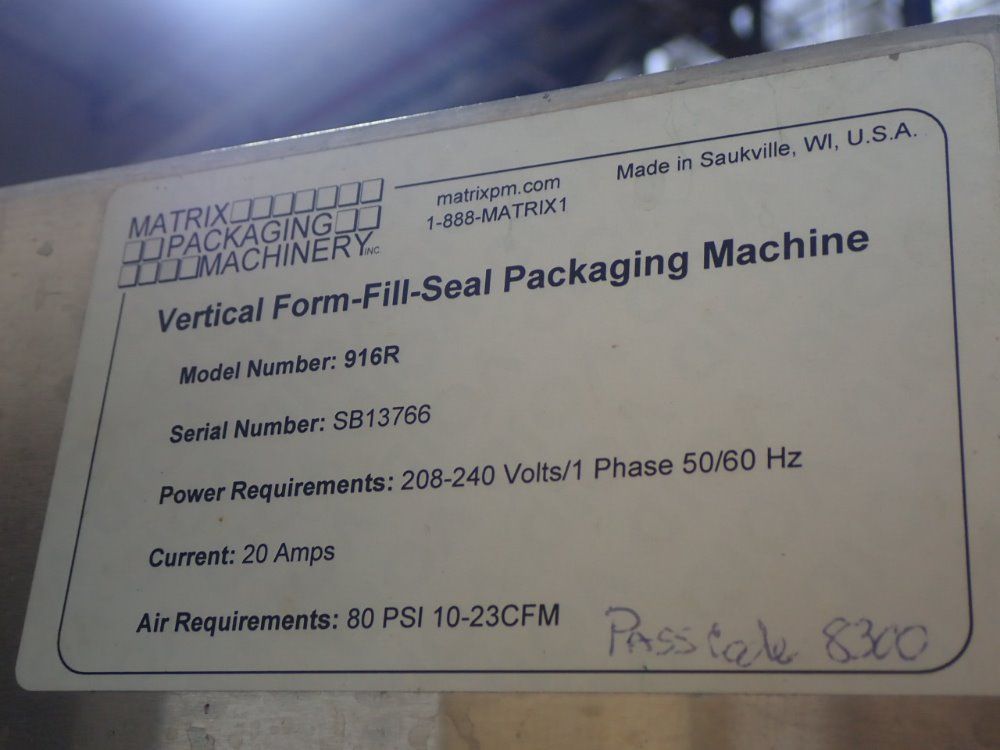 MATRIX
PACKAGING
MACHINERY INC.
matrixpm.com
1-888-MATRIX1
Made in Saukville, WI, U.S.A.
Vertical Form-Fill-Seal Packaging Machine
Model Number: 916R
Serial Number: SB13766
Power Requirements: 208-240 Volts/1 Phase 50/60 Hz
Current: 20 Amps
Air Requirements: 80 PSI 10-23CFM
PASScode 8300